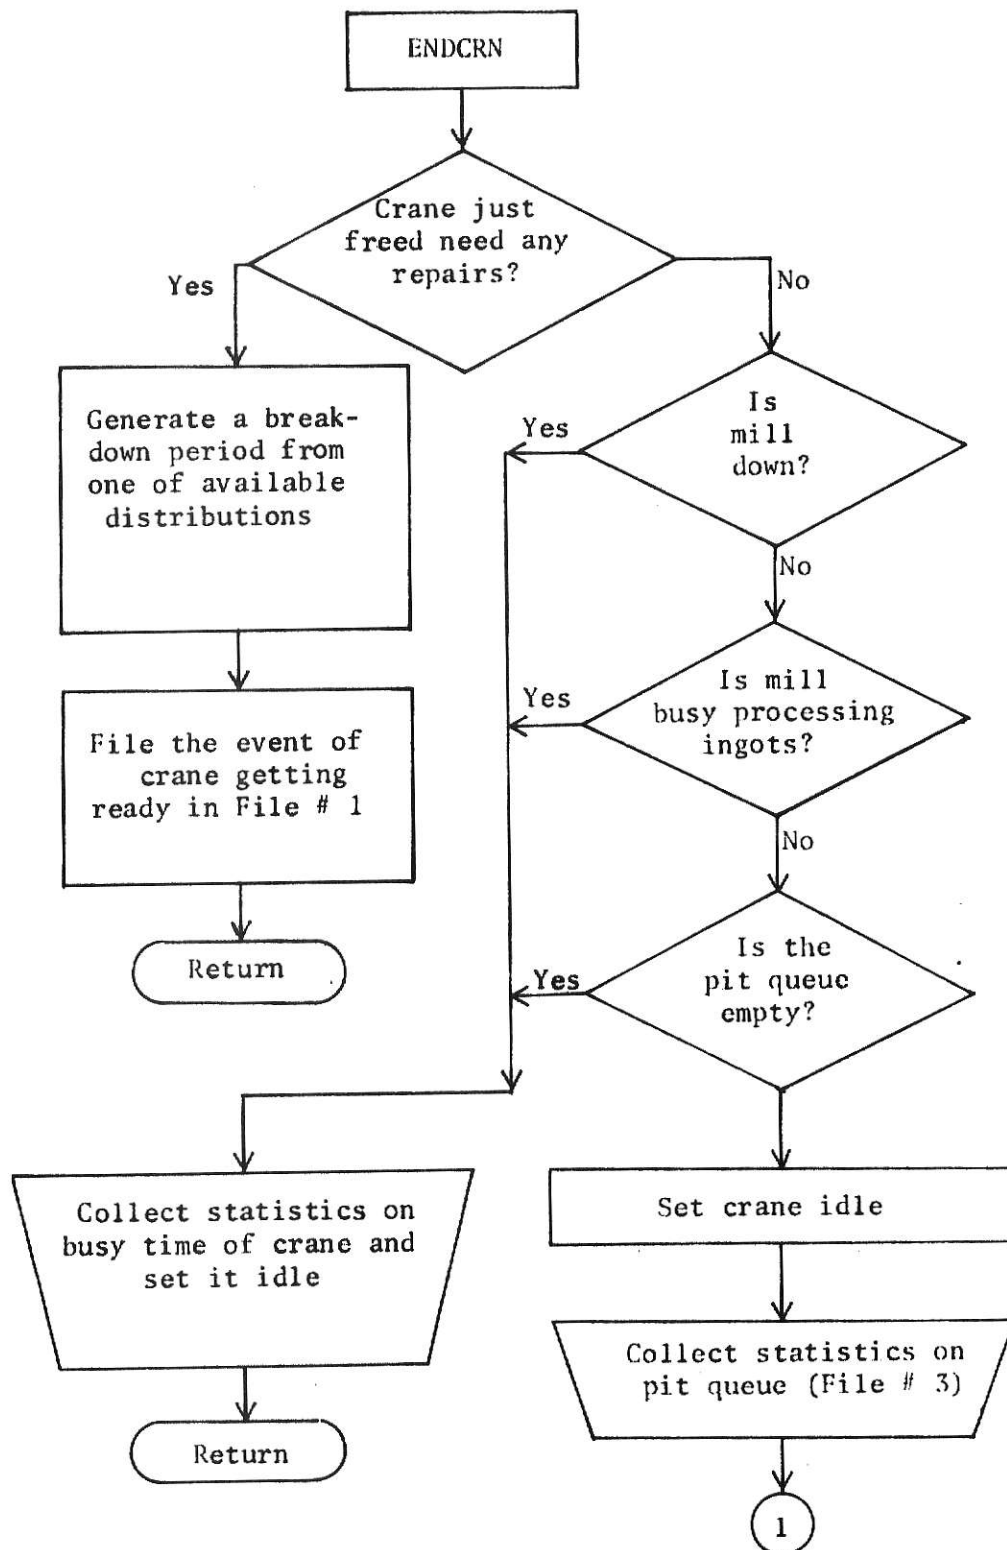 ENDCRN
Crane just
freed need any
repairs?
Yes
No
Generate a break-
down period from
one of available
distributions
Is
mill
down?
Yes
No
File the event of
crane getting
ready in File # 1
Is mill
busy processing
ingots?
Yes
No
Return
Is the
pit queue
empty?
Yes
Collect statistics on
busy time of crane and
set it idle
Set crane idle
Collect statistics on
pit queue (File # 3)
Return
1